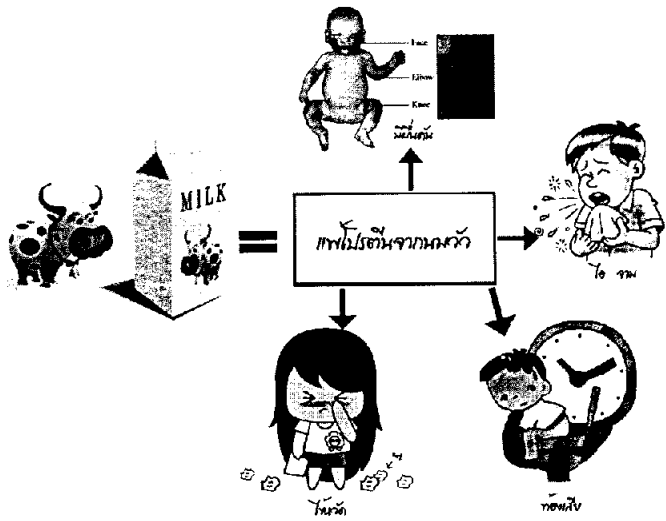 Face
Elbow
Knee
มีผื่นคัน
MILK
แพ้โปรตีนจากนมวัว
ไอ จาม
ไข้หวัด
ท้องเสีย